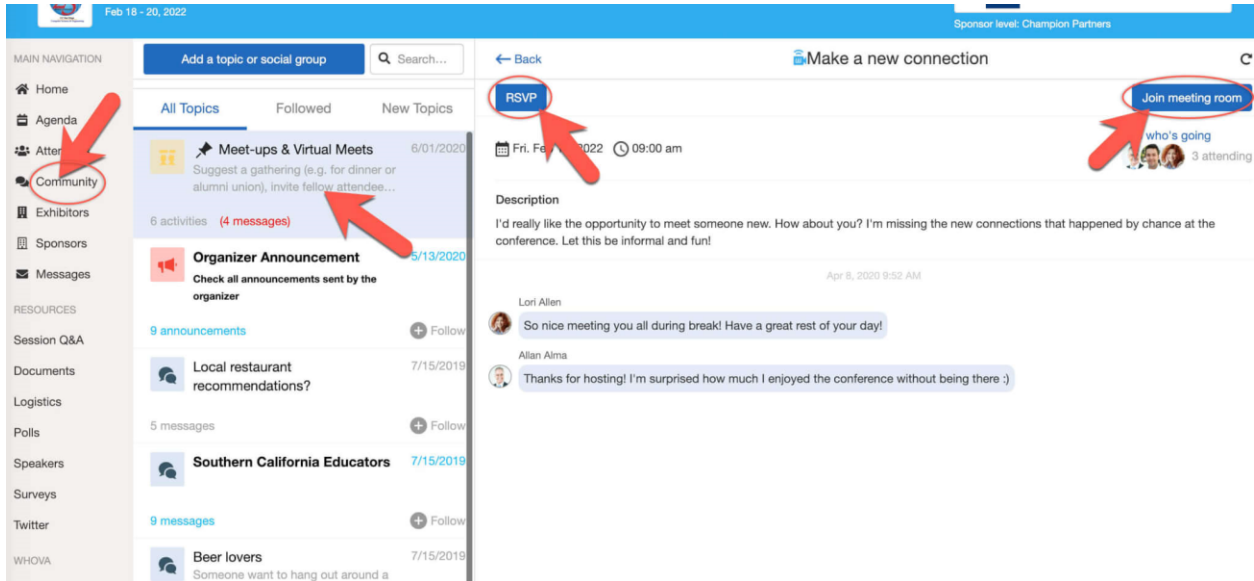 Feb 18 - 20, 2022
Sponsor level: Champion Partners
MAIN NAVIGATION
Home
Agenda
Community
Exhibitors
Sponsors
Messages
RESOURCES
Session Q&A
Documents
Logistics
Polls
Speakers
Surveys
Twitter
WHOVA
Add a topic or social group
Search...
All Topics Followed New Topics
Meet-ups & Virtual Meets 6/01/2020
Suggest a gathering (e.g. for dinner or
alumni union), invite fellow attendee...
6 activities (4 messages)
Organizer Announcement 5/13/2020
Check all announcements sent by the
organizer
9 announcements Follow
Local restaurant 7/15/2019
recommendations?
5 messages Follow
Southern California Educators 7/15/2019
9 messages Follow
Beer lovers 7/15/2019
Someone want to hang out around a
← Back
Make a new connection
RSVP
Join meeting room
who's going
3 attending
Fri. 2022 09:00 am
Description
I'd really like the opportunity to meet someone new. How about you? I'm missing the new connections that happened by chance at the
conference. Let this be informal and fun!
Apr 8, 2020 9:52 AM
Lori Allen
So nice meeting you all during break! Have a great rest of your day!
Allan Alma
Thanks for hosting! I'm surprised how much I enjoyed the conference without being there :)